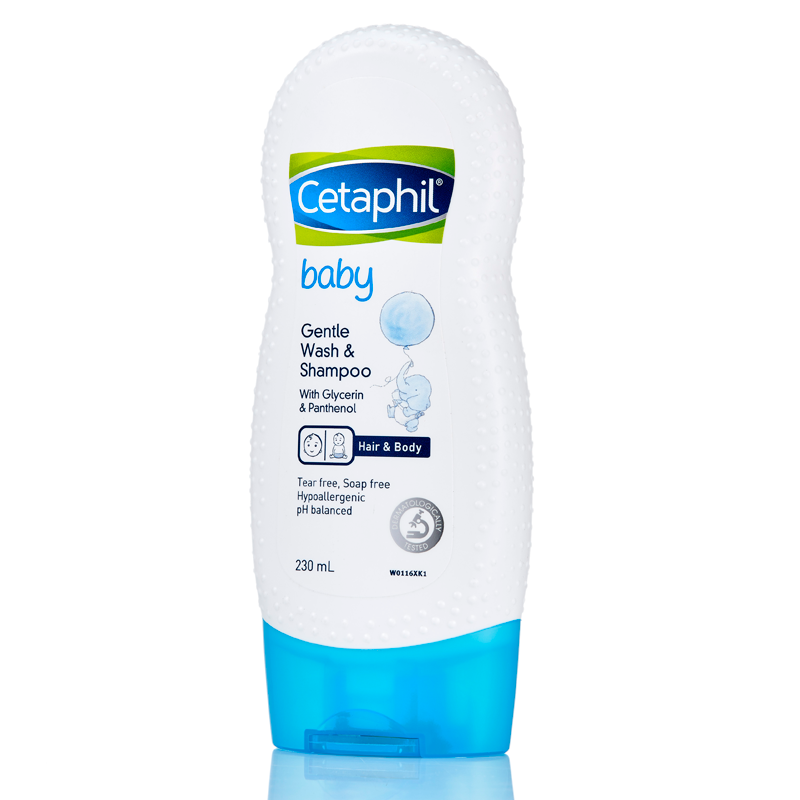 Cetaphil®
baby
Gentle
Wash &
Shampoo
With Glycerin
& Panthenol
Hair & Body
Tear free, Soap free
Hypoallergenic
pH balanced
DERMATOLOGICALLY
TESTED
230 mL
W0116XK1